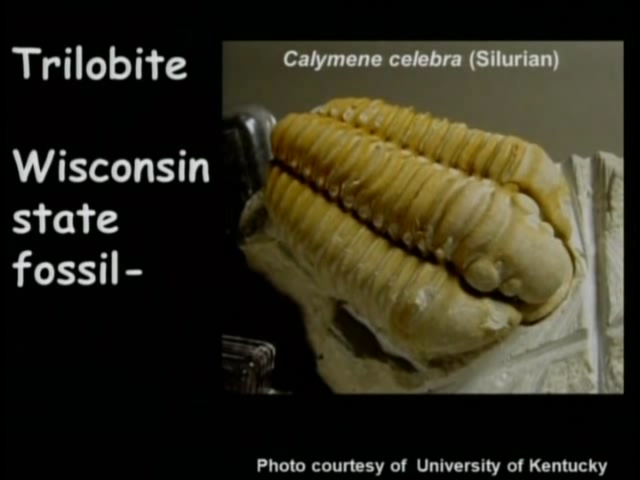 Trilobite
Wisconsin
state
fossil-
Calymene celebra (Silurian)
Photo courtesy of University of Kentucky